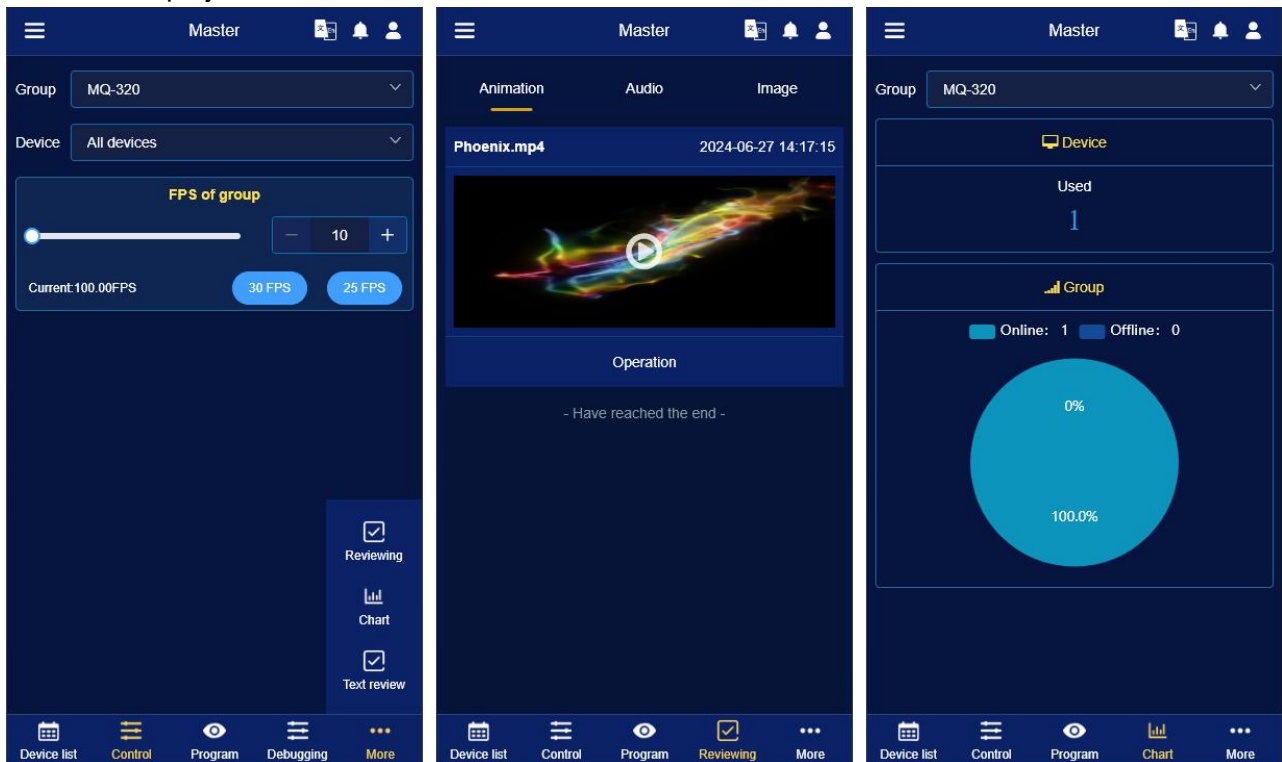 Master
Group MQ-320
Device All devices
FPS of group
10
Current:100.00FPS 30 FPS 25 FPS
Reviewing
Chart
Text review
Device list Control Program Debugging More
Master
Animation Audio Image
Phoenix.mp4 2024-06-27 14:17:15
Operation
- Have reached the end -
Device list Control Program Reviewing More
Master
Group MQ-320
Device
Used
1
Group
Online: 1 Offline: 0
0%
100.0%
Device list Control Program Chart More